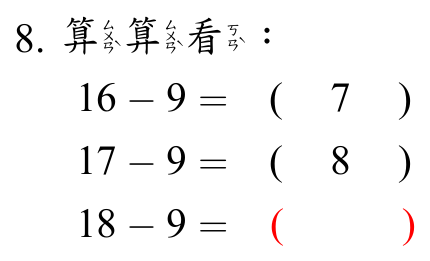 8. 算ㄙㄨㄢˋ算ㄙㄨㄢˋ看ㄎㄢˋ：
16 − 9 = ( 7 )
17 − 9 = ( 8 )
18 − 9 = ( )